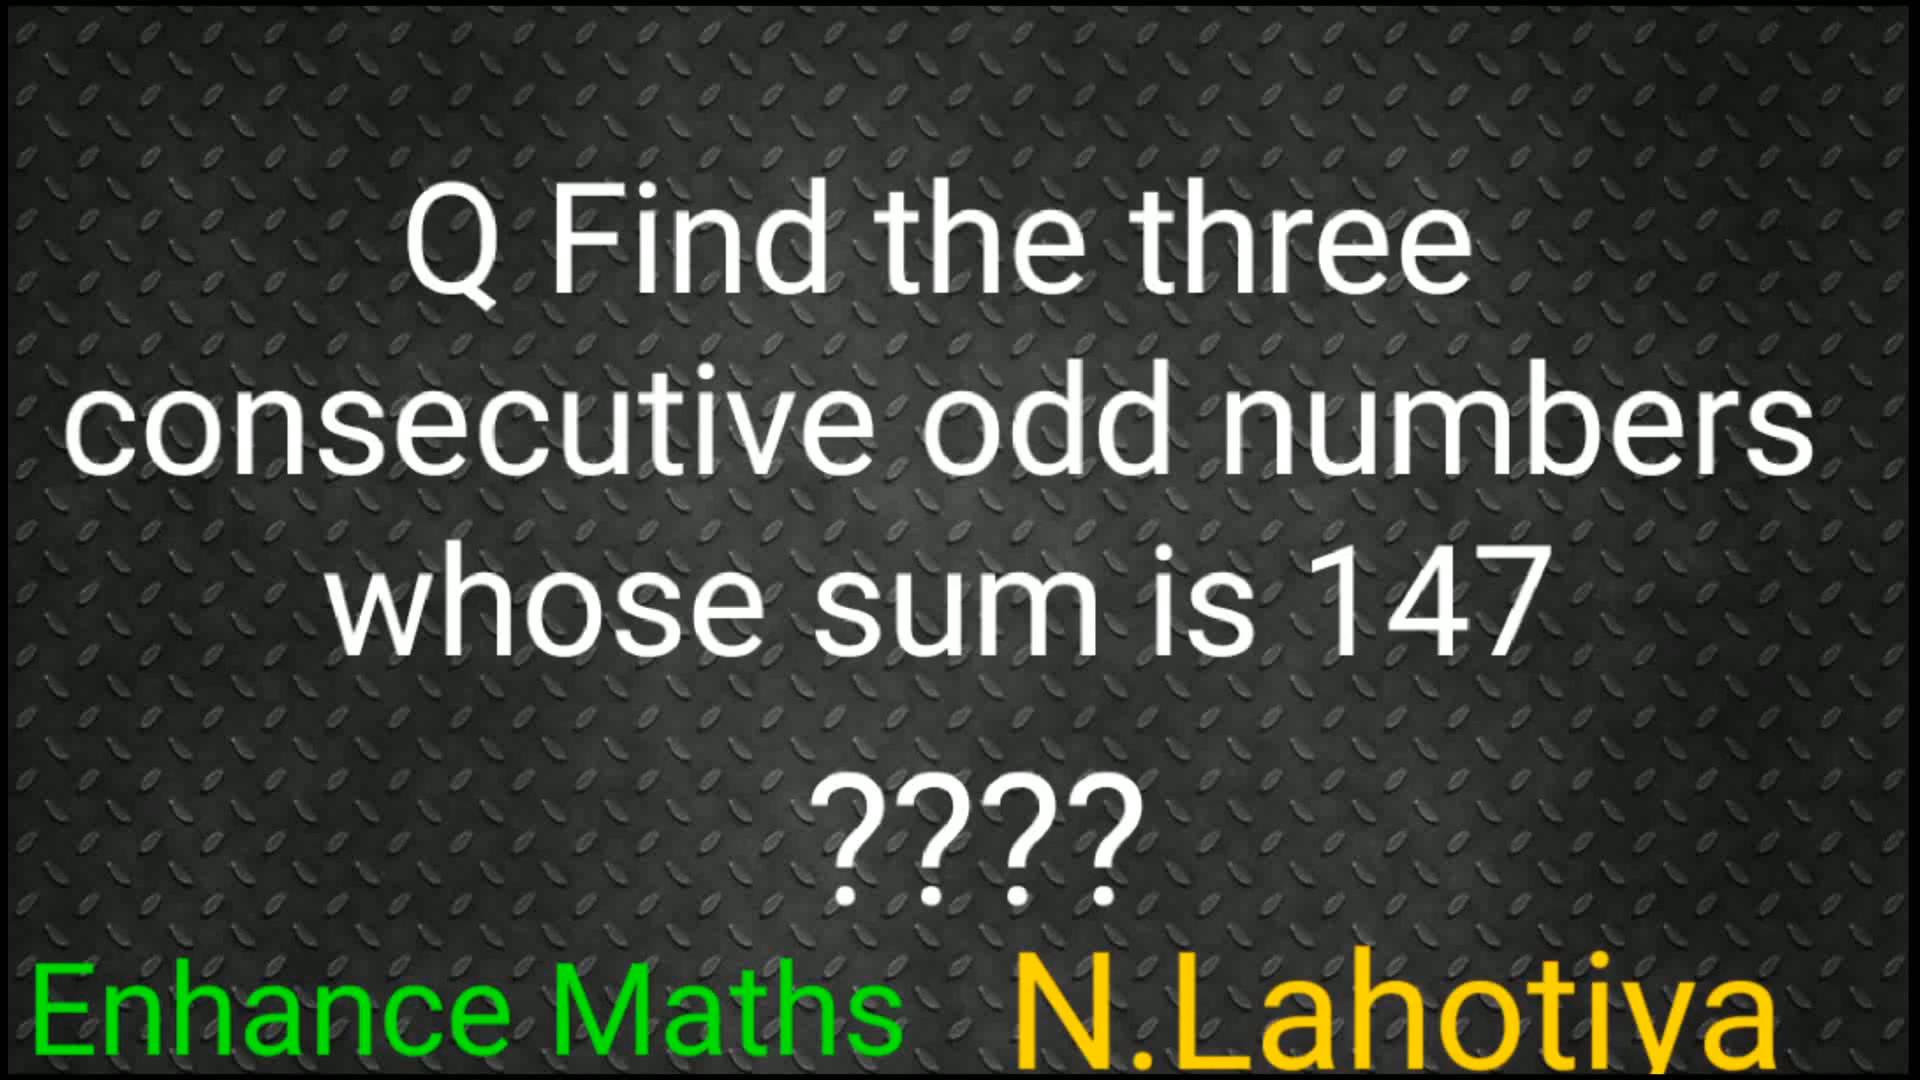 Q Find the three
consecutive odd numbers
whose sum is 147
????
Enhance Maths N.Lahotiya